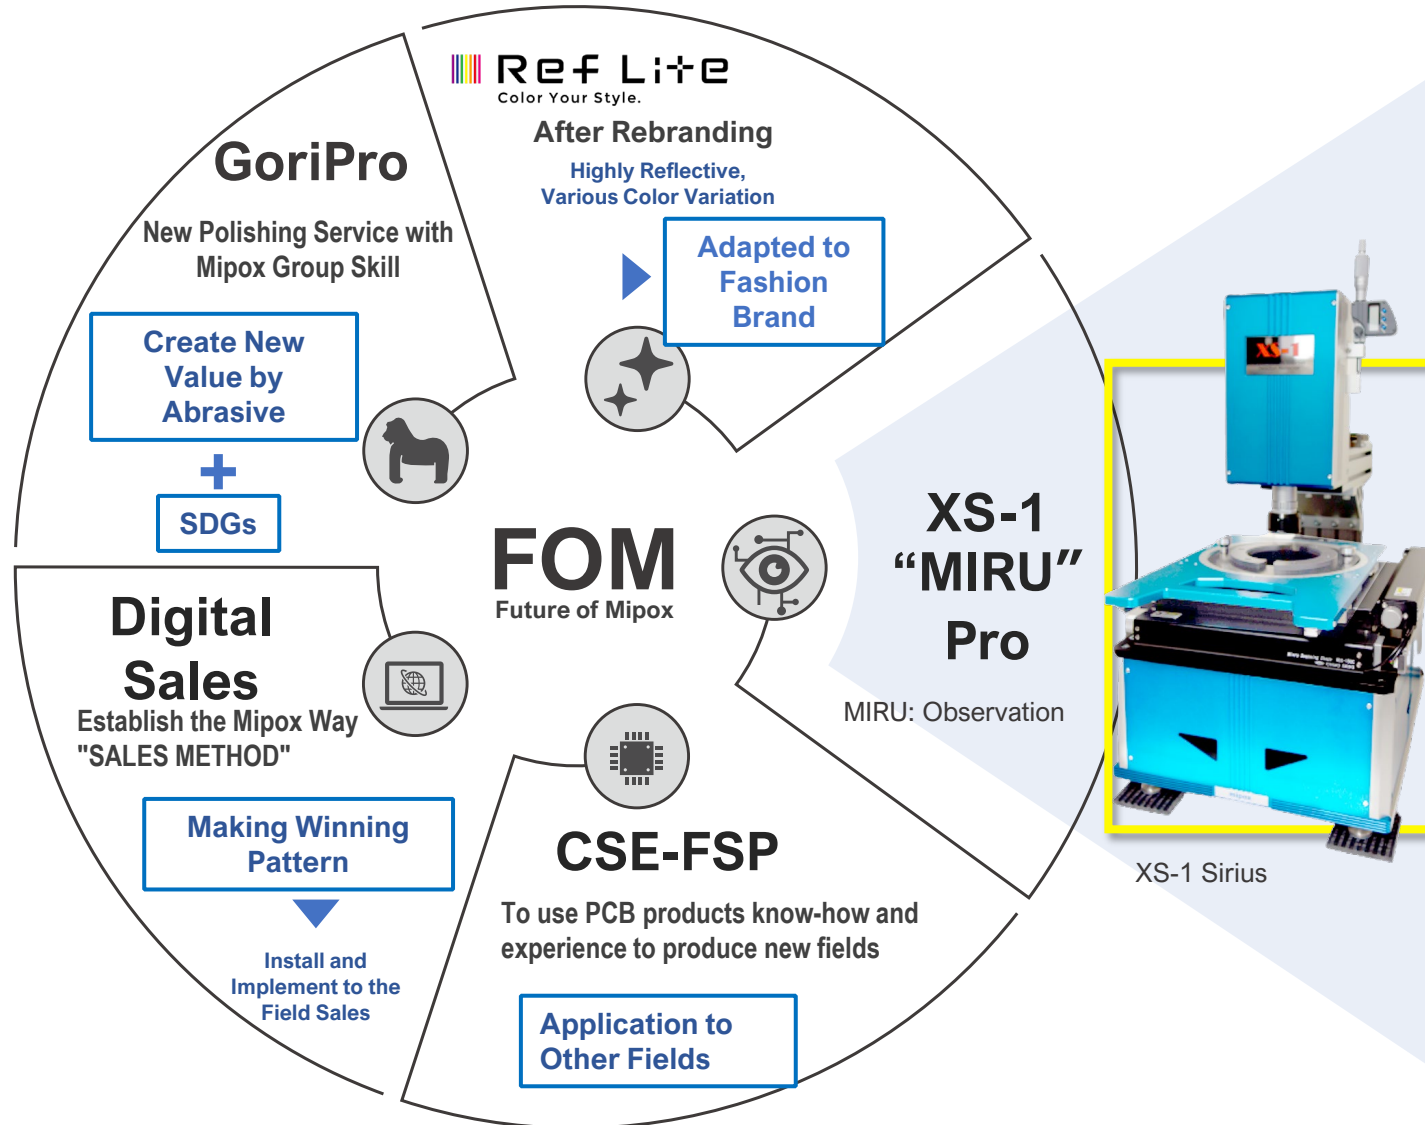 Ref Lite
Color Your Style.
After Rebranding
Highly Reflective,
Various Color Variation
Adapted to
Fashion
Brand
GoriPro
New Polishing Service with
Mipox Group Skill
Create New
Value by
Abrasive
+
SDGs
FOM
Future of Mipox
XS-1
“MIRU”
Pro
MIRU: Observation
XS-1
XS-1 Sirius
Digital
Sales
Establish the Mipox Way
"SALES METHOD"
Making Winning
Pattern
Install and
Implement to the
Field Sales
CSE-FSP
To use PCB products know-how and
experience to produce new fields
Application to
Other Fields